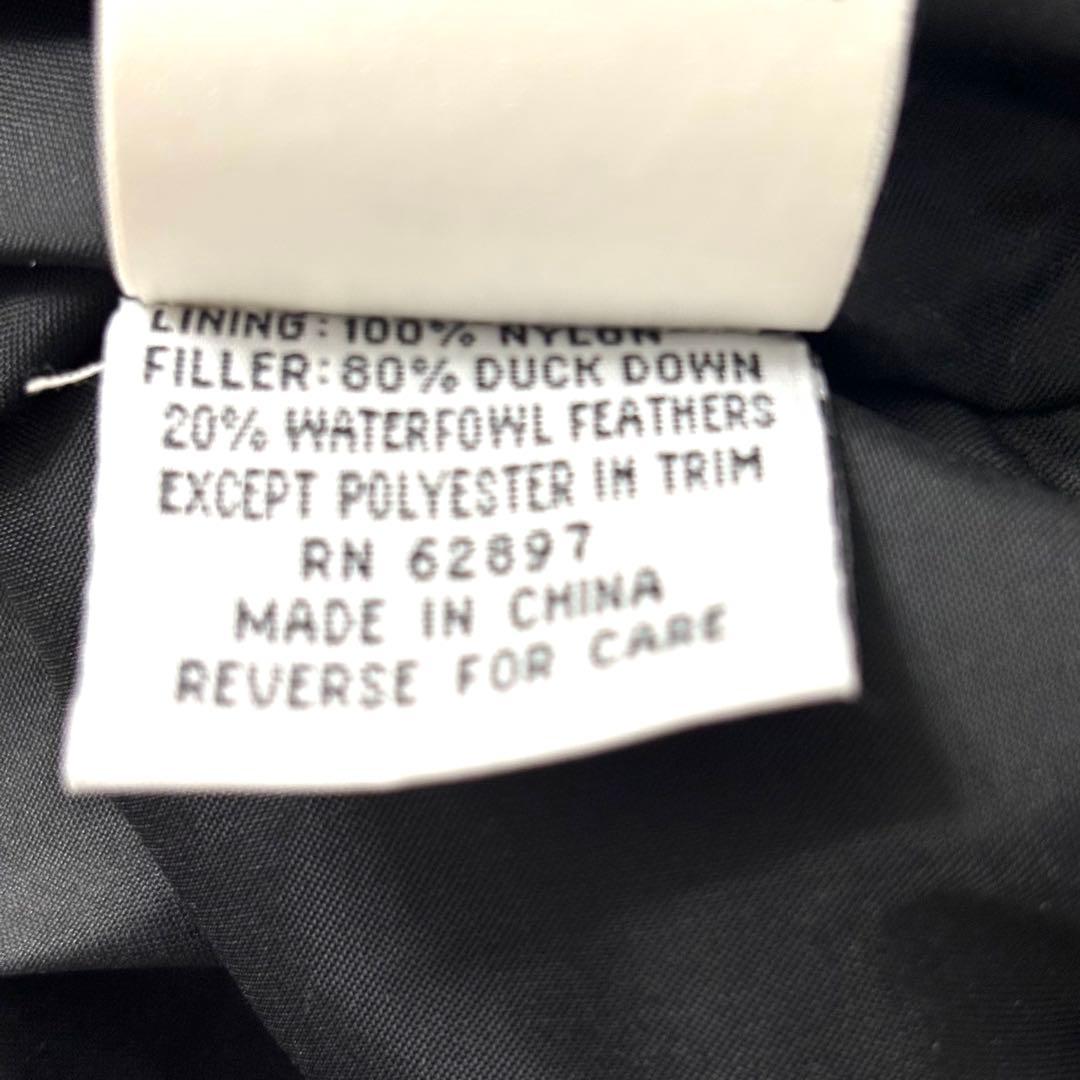 LINING: 100% NYLON
FILLER: 80% DUCK DOWN
20% WATERFOWL FEATHERS
EXCEPT POLYESTER IN TRIM
RN 62897
MADE IN CHINA
REVERSE FOR CARE